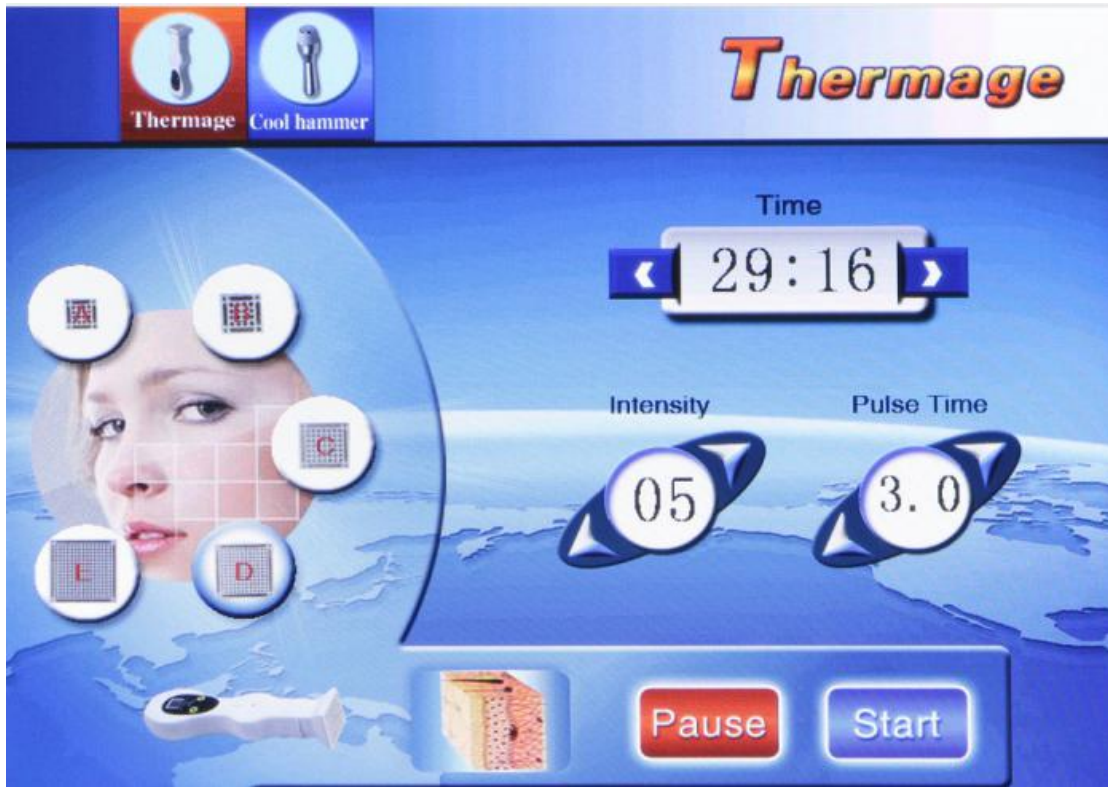 Thermage
Thermage
Cool hammer
Time
29:16
A
B
Intensity
Pulse Time
C
05
3.0
E
D
Pause
Start